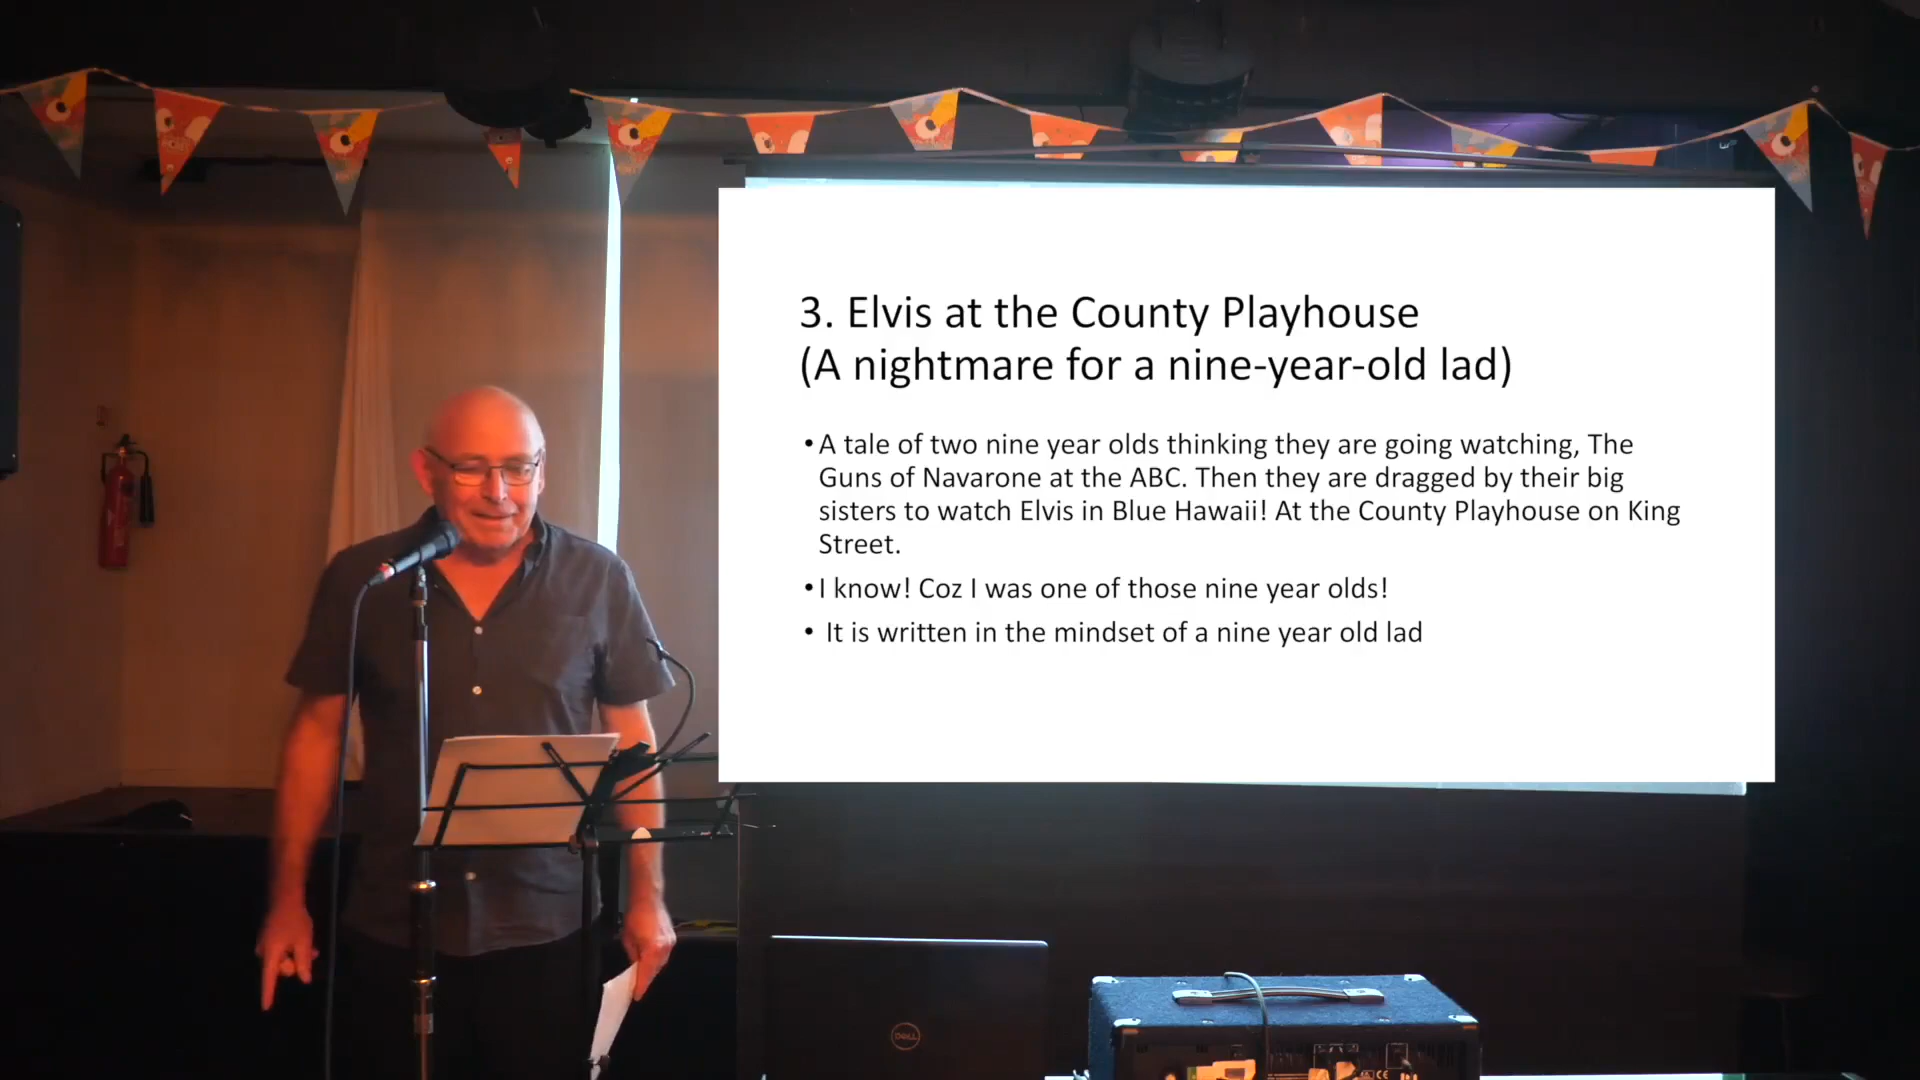 3. Elvis at the County Playhouse
(A nightmare for a nine-year-old lad)
• A tale of two nine year olds thinking they are going watching, The
Guns of Navarone at the ABC. Then they are dragged by their big
sisters to watch Elvis in Blue Hawaii! At the County Playhouse on King
Street.
• I know! Coz I was one of those nine year olds!
• It is written in the mindset of a nine year old lad
DELL